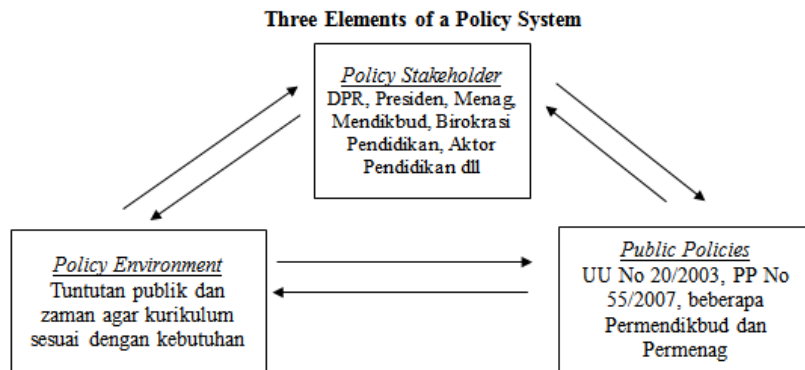 Three Elements of a Policy System
Policy Stakeholder
DPR, Presiden, Menag,
Mendikbud, Birokrasi
Pendidikan, Aktor
Pendidikan dll
Policy Environment
Tuntutan publik dan
zaman agar kurikulum
sesuai dengan kebutuhan
Public Policies
UU No 20/2003, PP No
55/2007, beberapa
Permendikbud dan
Permenag